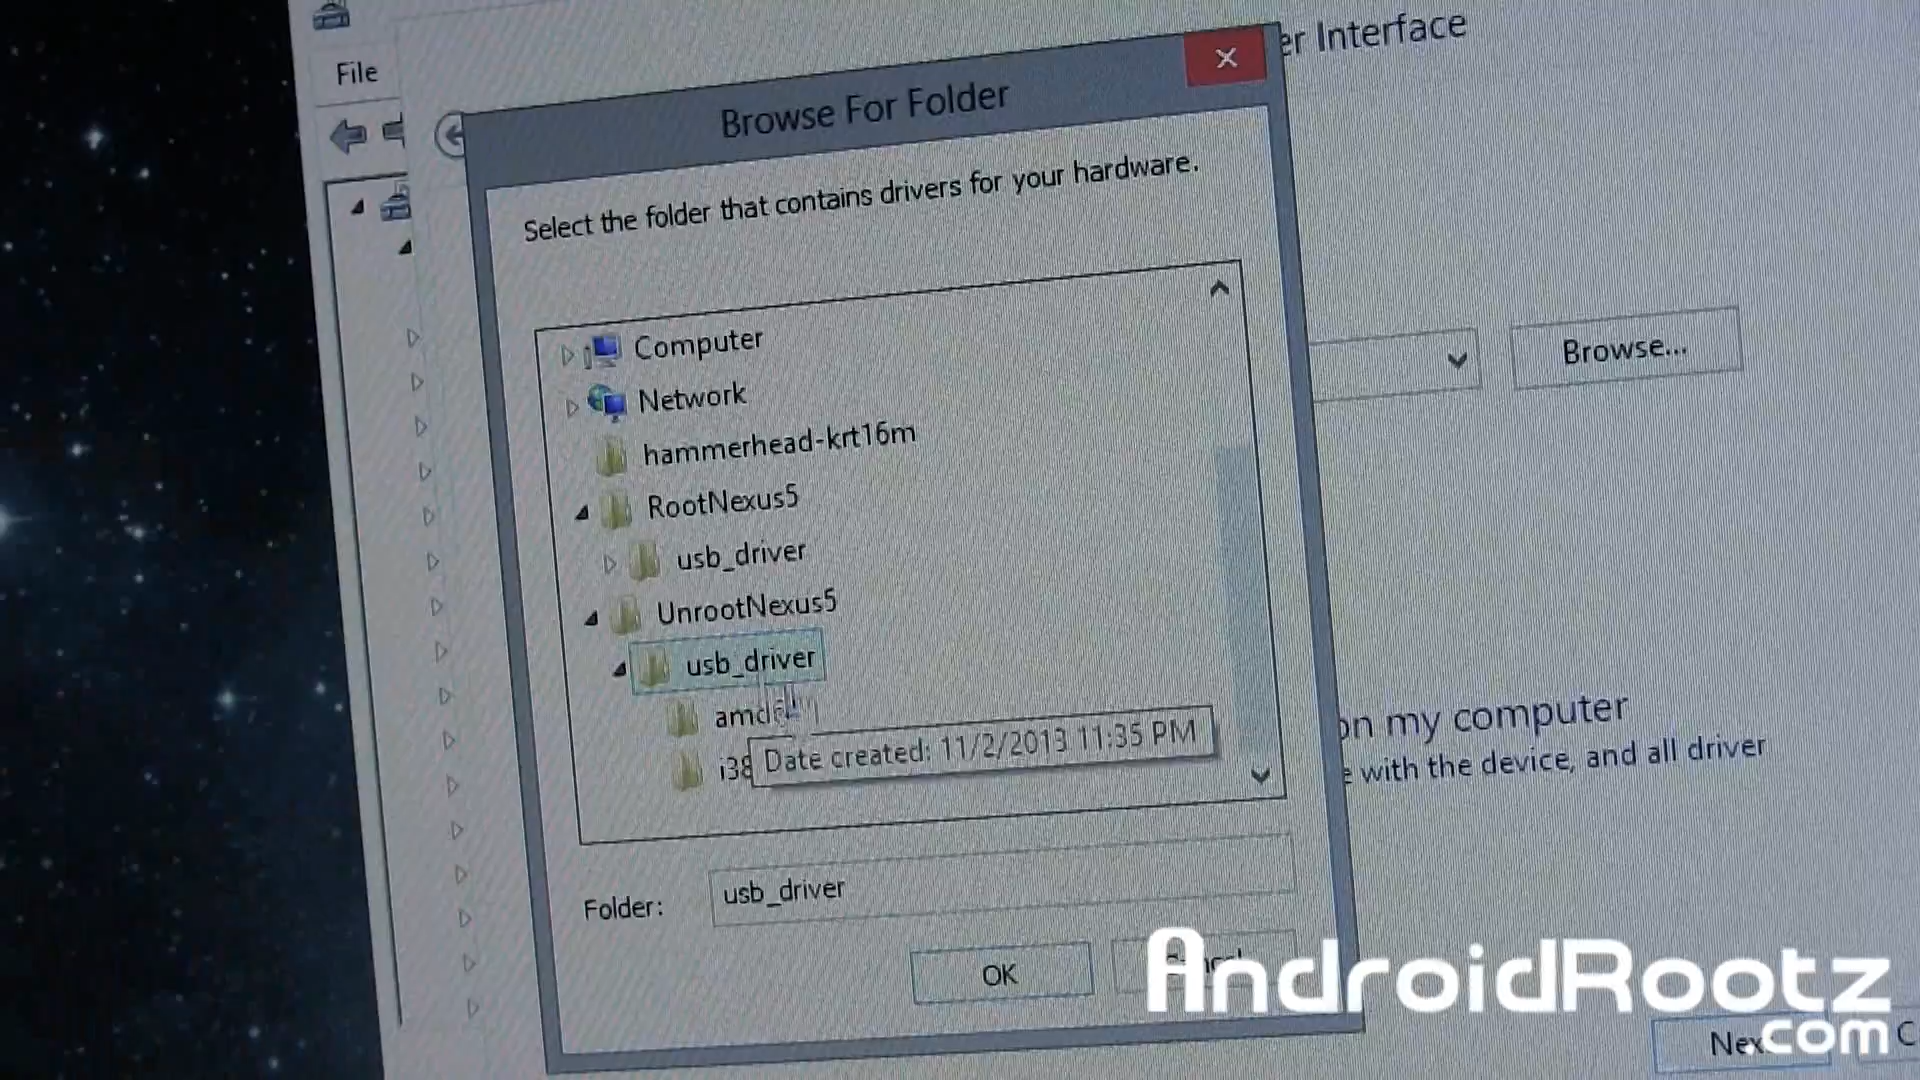 er Interface
File
Browse For Folder
Select the folder that contains drivers for your hardware.
Computer
Network
hammerhead-krt16m
Browse...
RootNexus5
usb_driver
UnrootNexus5
usb_driver
on my computer
Date created: 11/2/2013 11:35 PM
with the device, and all driver
Folder: usb_driver
OK
AndroidRootz
.com